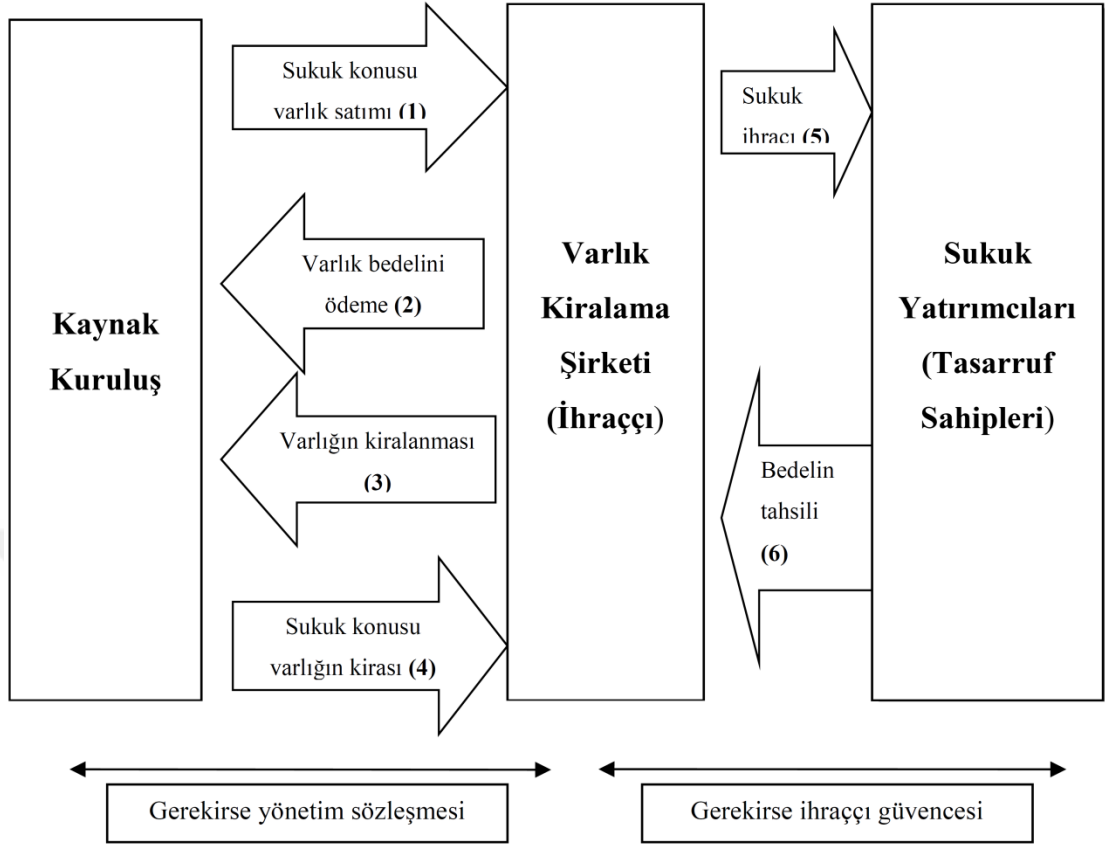 Kaynak
Kuruluş
Sukuk konusu
varlık satımı (1)
Varlık bedelini
ödeme (2)
Varlığın kiralanması
(3)
Sukuk konusu
varlığın kirası (4)
Varlık
Kiralama
Şirketi
(İhraççı)
Sukuk
ihracı (5)
Bedelin
tahsili
(6)
Sukuk
Yatırımcıları
(Tasarruf
Sahipleri)
Gerekirse yönetim sözleşmesi
Gerekirse ihraççı güvencesi